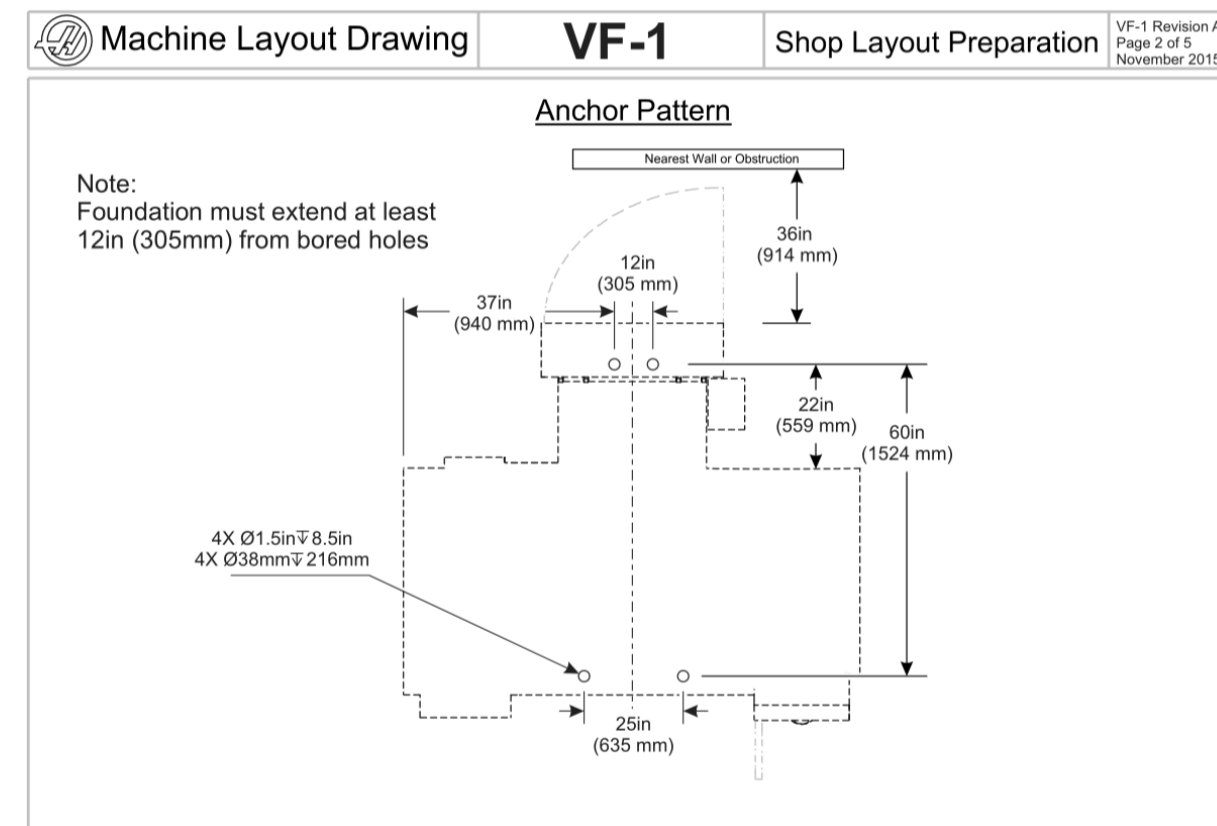 Machine Layout Drawing
VF-1
Shop Layout Preparation
VF-1 Revision A
Page 2 of 5
November 2015
Anchor Pattern
Nearest Wall or Obstruction
Note:
Foundation must extend at least
12in (305mm) from bored holes
36in
(914 mm)
12in
(305 mm)
37in
(940 mm)
22in
(559 mm)
60in
(1524 mm)
4X Ø1.5in↧8.5in
4X Ø38mm↧216mm
25in
(635 mm)